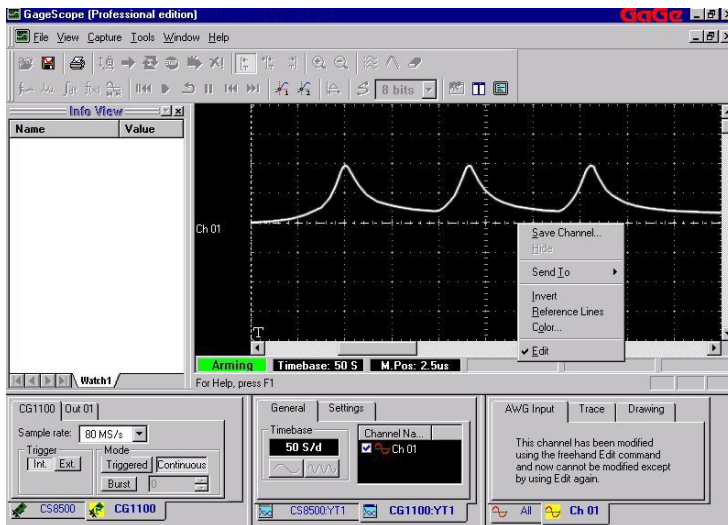 GageScope (Professional edition)
GaGe
File View Capture Tools Window Help
8 bits
Info View
Name Value
Watch1
Ch 01
T
Save Channel...
Hide
Send To
Invert
Reference Lines
Color...
Edit
Arming Timebase: 50 S M.Pos: 2.5us
For Help, press F1
CG1100 Out 01
Sample rate: 80 MS/s
Trigger
Int. Ext.
Mode
Triggered Continuous
Burst 0
CS8500 CG1100
General Settings
Timebase
50 S/d
Channel Na...
Ch 01
CS8500:YT1 CG1100:YT1
AWG Input Trace Drawing
This channel has been modified
using the freehand Edit command
and now cannot be modified except
by using Edit again.
All Ch 01